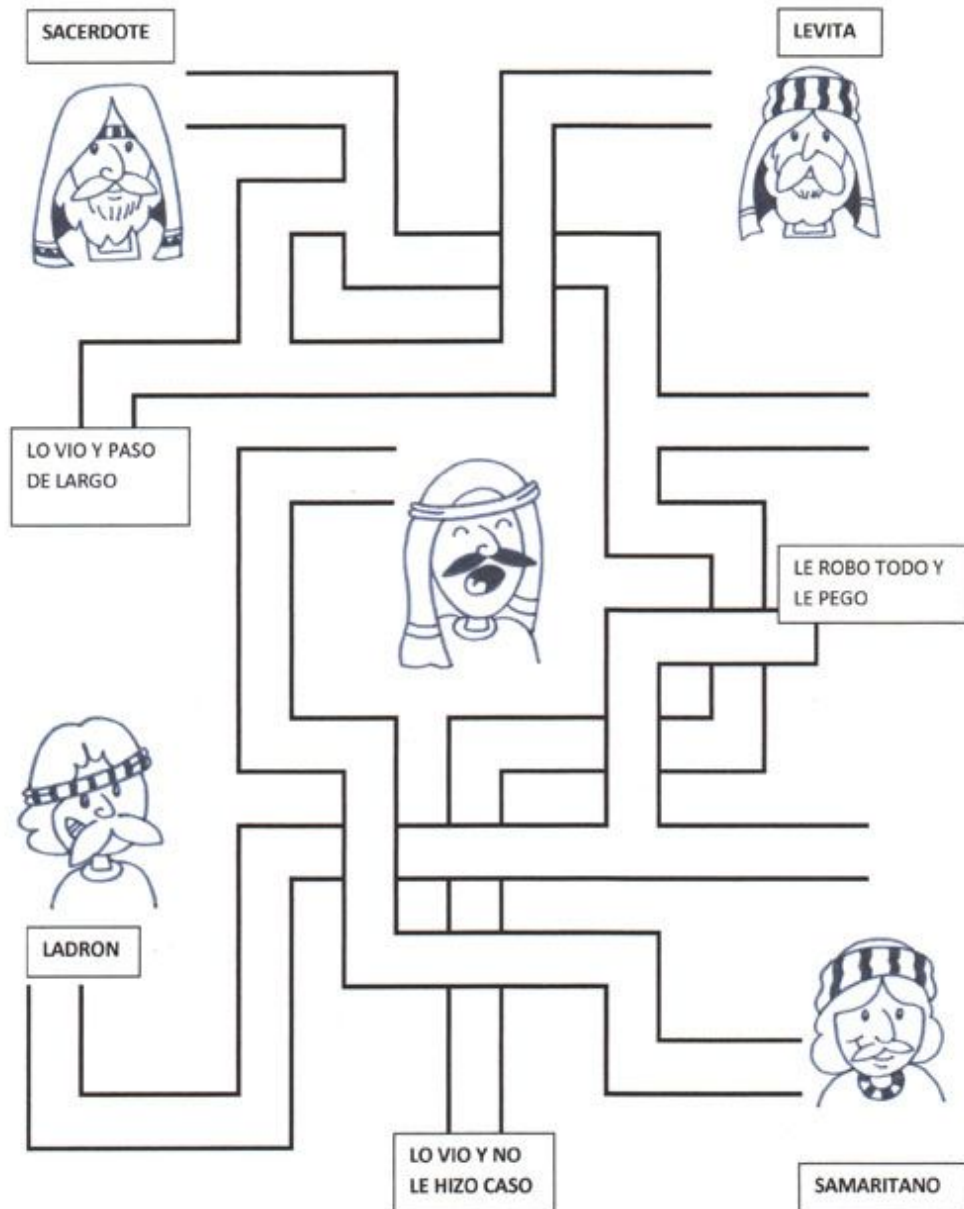 SACERDOTE
LEVITA
LO VIO Y PASO
DE LARGO
LE ROBO TODO Y
LE PEGO
LADRON
LO VIO Y NO
LE HIZO CASO
SAMARITANO